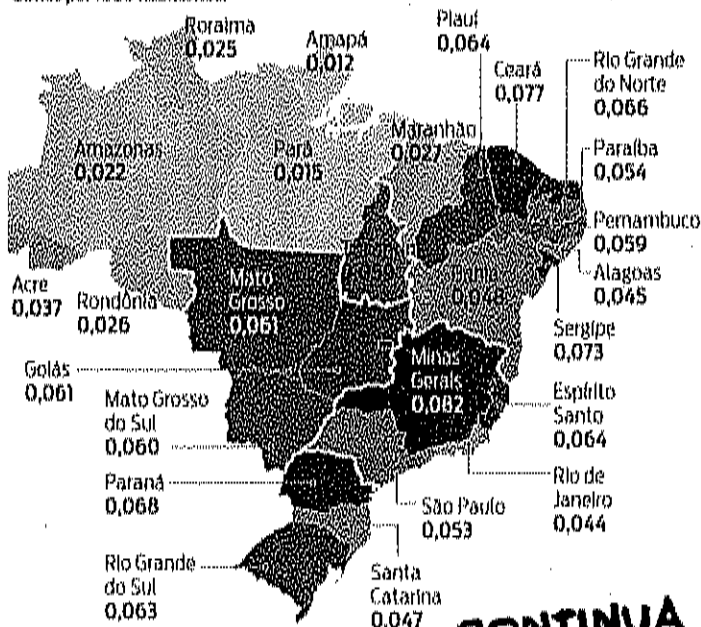 Roraima
0,025
Amapá
0,012
Piauí
0,064
Ceará
0,077
Rio Grande
do Norte
0,066
Amazonas
0,022
Pará
0,015
Maranhão
0,027
Paraíba
0,054
Pernambuco
0,059
Alagoas
0,045
Sergipe
0,073
Bahia
0,048
Acre
0,037
Rondônia
0,026
Mato
Grosso
0,061
Goiás
0,061
Minas
Gerais
0,082
Espírito
Santo
0,064
Mato Grosso
do Sul
0,060
Rio de
Janeiro
0,044
Paraná
0,068
São Paulo
0,053
Rio Grande
do Sul
0,063
Santa
Catarina
0,047
CONTINUA